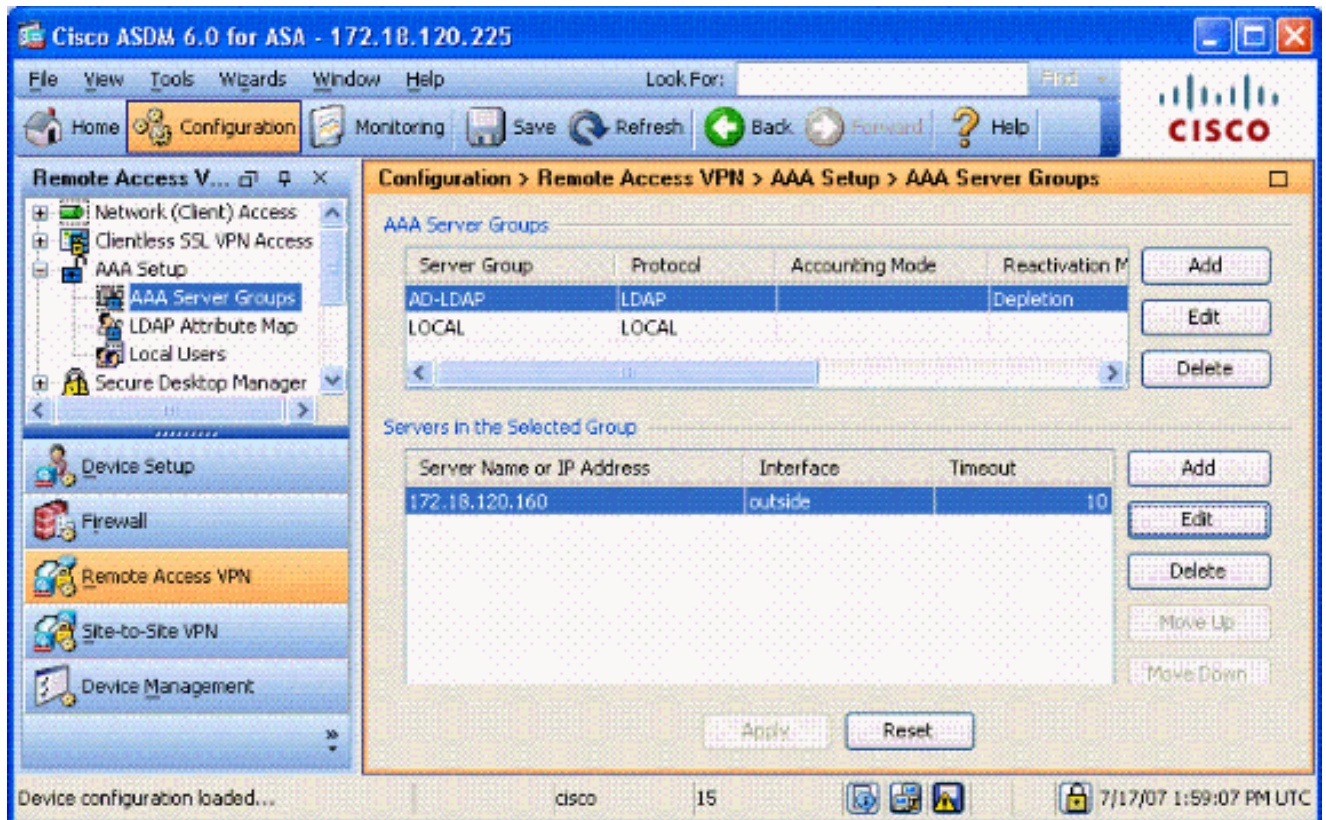 Cisco ASDM 6.0 for ASA - 172.18.120.225
File View Tools Wizards Window Help Look For: Find
Home Configuration Monitoring Save Refresh Back Forward Help
CISCO
Remote Access V...
Network (Client) Access
Clientless SSL VPN Access
AAA Setup
AAA Server Groups
LDAP Attribute Map
Local Users
Secure Desktop Manager
Device Setup
Firewall
Remote Access VPN
Site-to-Site VPN
Device Management
Configuration > Remote Access VPN > AAA Setup > AAA Server Groups
AAA Server Groups
Server Group Protocol Accounting Mode Reactivation M
AD-LDAP LDAP Depletion
LOCAL LOCAL
Add
Edit
Delete
Servers in the Selected Group
Server Name or IP Address Interface Timeout
172.18.120.160 outside 10
Add
Edit
Delete
Move Up
Move Down
Apply Reset
Device configuration loaded... cisco 15 7/17/07 1:59:07 PM UTC